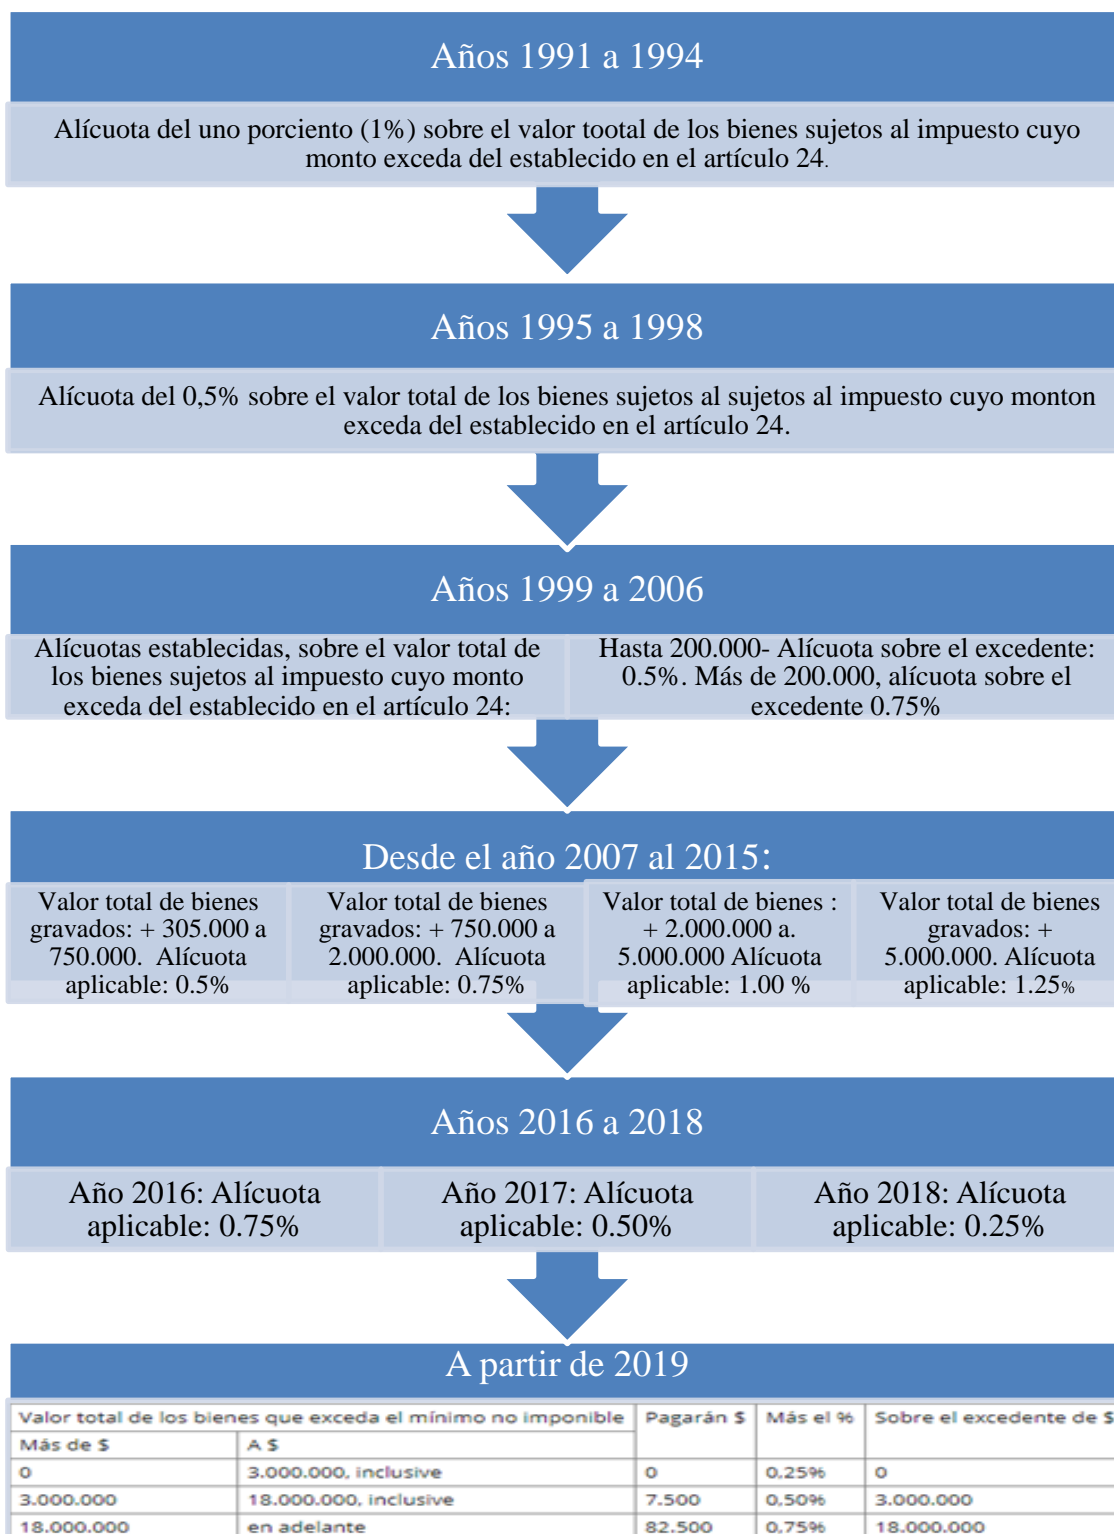 Años 1991 a 1994
Alícuota del uno porciento (1%) sobre el valor tootal de los bienes sujetos al impuesto cuyo
monto exceda del establecido en el artículo 24.
Años 1995 a 1998
Alícuota del 0,5% sobre el valor total de los bienes sujetos al sujetos al impuesto cuyo monton
exceda del establecido en el artículo 24.
Años 1999 a 2006
Alícuotas establecidas, sobre el valor total de
los bienes sujetos al impuesto cuyo monto
exceda del establecido en el artículo 24:
Hasta 200.000- Alícuota sobre el excedente:
0.5%. Más de 200.000, alícuota sobre el
excedente 0.75%
Desde el año 2007 al 2015:
Valor total de bienes
gravados: + 305.000 a
750.000. Alícuota
aplicable: 0.5%
Valor total de bienes
gravados: + 750.000 a
2.000.000. Alícuota
aplicable: 0.75%
Valor total de bienes :
+ 2.000.000 a.
5.000.000 Alícuota
aplicable: 1.00 %
Valor total de bienes
gravados: +
5.000.000. Alícuota
aplicable: 1.25%
Años 2016 a 2018
Año 2016: Alícuota
aplicable: 0.75%
Año 2017: Alícuota
aplicable: 0.50%
Año 2018: Alícuota
aplicable: 0.25%
A partir de 2019
Valor total de los bienes que exceda el mínimo no imponible Pagarán $ Más el % Sobre el excedente de $
Más de $ A $
0 3.000.000, inclusive 0 0,25% 0
3.000.000 18.000.000, inclusive 7.500 0,50% 3.000.000
18.000.000 en adelante 82.500 0,75% 18.000.000